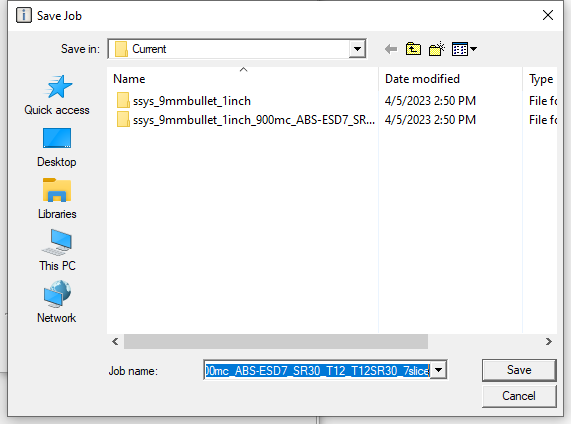 Save Job
Save in: Current
Name Date modified Type
ssys_9mmbullet_1inch 4/5/2023 2:50 PM File fo
ssys_9mmbullet_1inch_900mc_ABS-ESD7_SR... 4/5/2023 2:50 PM File fo
Quick access
Desktop
Libraries
This PC
Network
Job name: 00mc_ABS-ESD7_SR30_T12_T12SR30_7slice
Save
Cancel